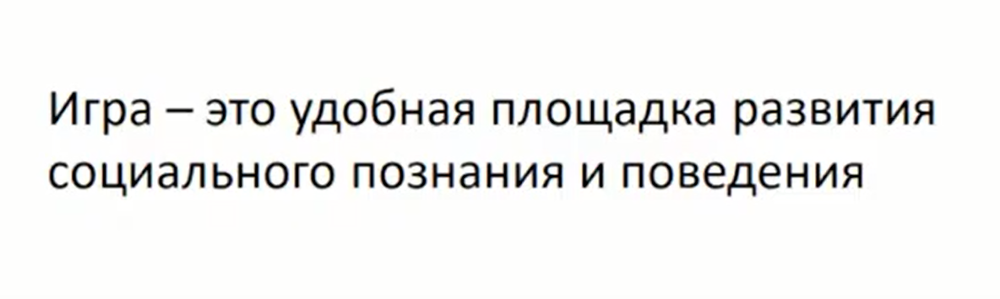 Игра – это удобная площадка развития
социального познания и поведения